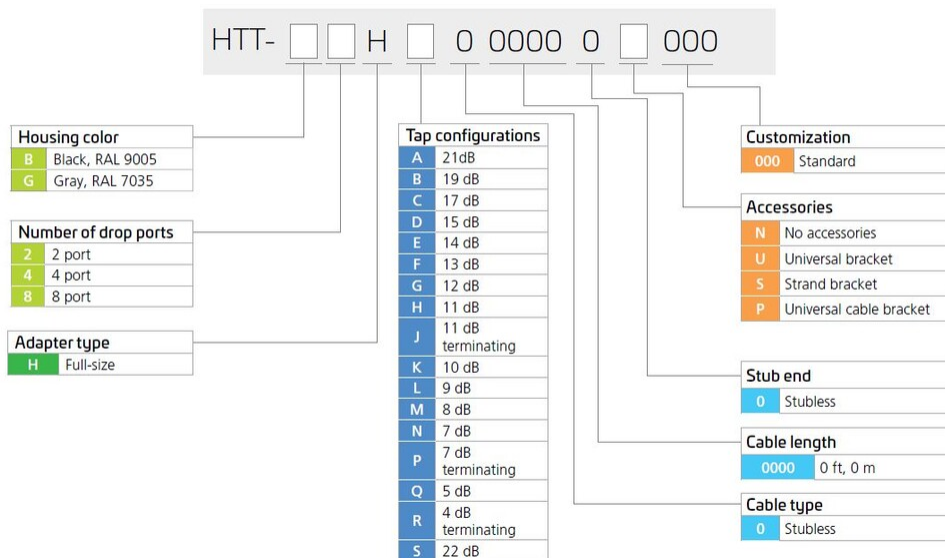 HTT- H 0 0000 0 000
Housing color
B Black, RAL 9005
G Gray, RAL 7035
Number of drop ports
2 2 port
4 4 port
8 8 port
Adapter type
H Full-size
Tap configurations
A 21dB
B 19 dB
C 17 dB
D 15 dB
E 14 dB
F 13 dB
G 12 dB
H 11 dB
J 11 dB
terminating
K 10 dB
L 9 dB
M 8 dB
N 7 dB
P 7 dB
terminating
Q 5 dB
R 4 dB
terminating
S 22 dB
Customization
000 Standard
Accessories
N No accessories
U Universal bracket
S Strand bracket
P Universal cable bracket
Stub end
0 Stubless
Cable length
0000 0 ft, 0 m
Cable type
0 Stubless